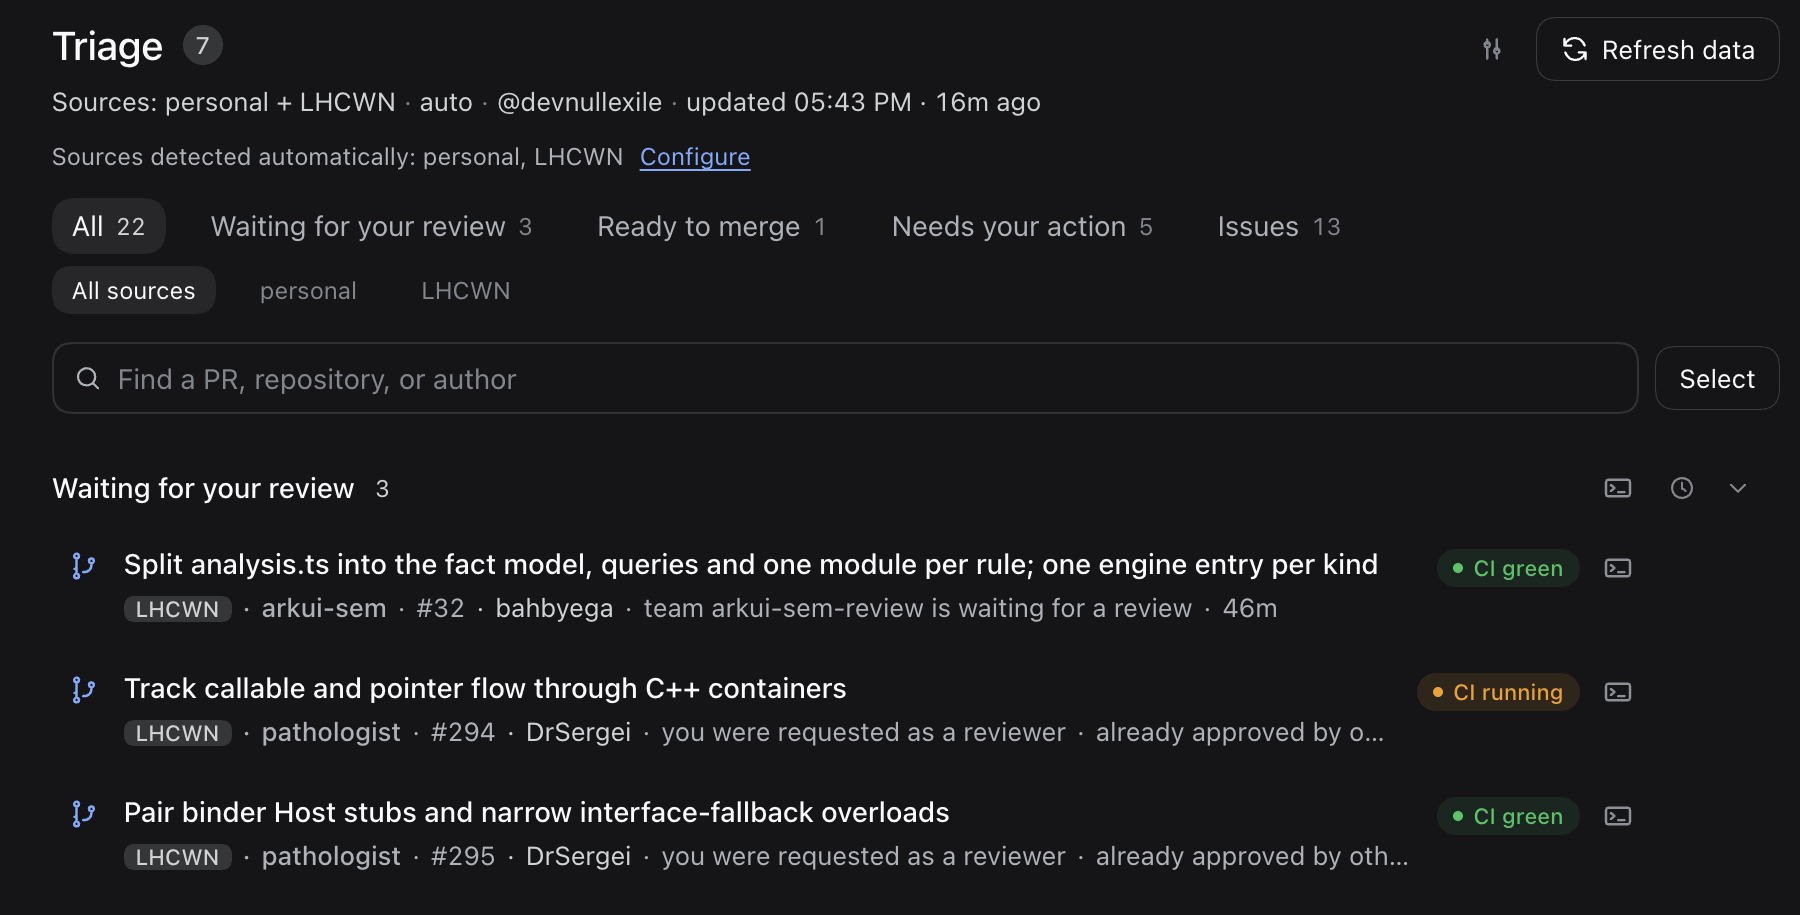 Triage 7
Refresh data
Sources: personal + LHCWN · auto · @devnullexile · updated 05:43 PM · 16m ago
Sources detected automatically: personal, LHCWN Configure
All 22 Waiting for your review 3 Ready to merge 1 Needs your action 5 Issues 13
All sources personal LHCWN
Find a PR, repository, or author
Select
Waiting for your review 3
Split analysis.ts into the fact model, queries and one module per rule; one engine entry per kind
CI green
LHCWN · arkui-sem · #32 · bahbyega · team arkui-sem-review is waiting for a review · 46m
Track callable and pointer flow through C++ containers
CI running
LHCWN · pathologist · #294 · DrSergei · you were requested as a reviewer · already approved by o...
Pair binder Host stubs and narrow interface-fallback overloads
CI green
LHCWN · pathologist · #295 · DrSergei · you were requested as a reviewer · already approved by oth...